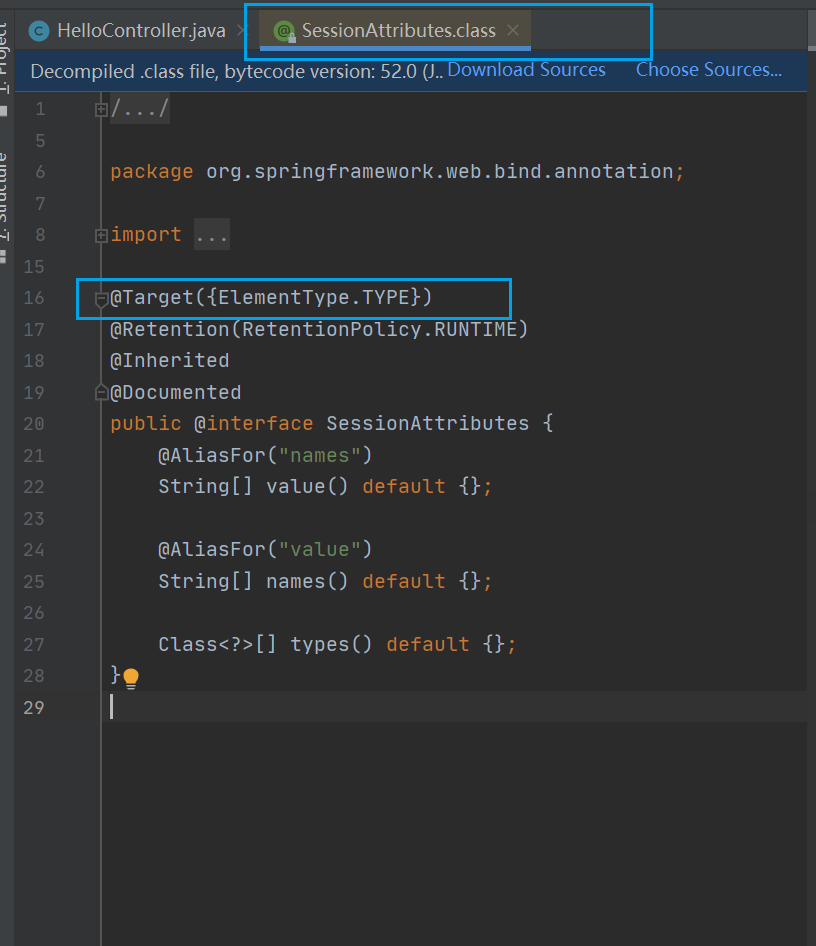 HelloController.java
SessionAttributes.class
Decompiled .class file, bytecode version: 52.0 (J.. Download Sources Choose Sources...
1: Project
7: Structure
1 /.../
5
6 package org.springframework.web.bind.annotation;
7
8 import ...
15
16 @Target({ElementType.TYPE})
17 @Retention(RetentionPolicy.RUNTIME)
18 @Inherited
19 @Documented
20 public @interface SessionAttributes {
21 @AliasFor("names")
22 String[] value() default {};
23
24 @AliasFor("value")
25 String[] names() default {};
26
27 Class<?>[] types() default {};
28 }
29